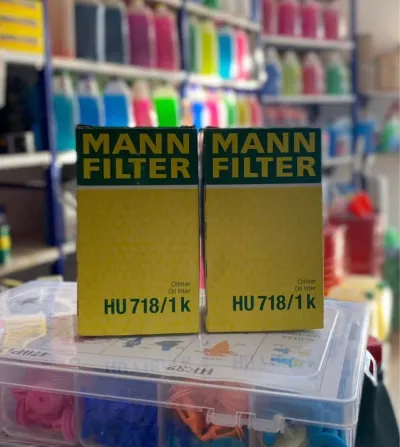 MANN
FILTER
Ölfilter
Oil filter
HU 718/1 k
MANN
FILTER
Ölfilter
Oil filter
HU 718/1 k